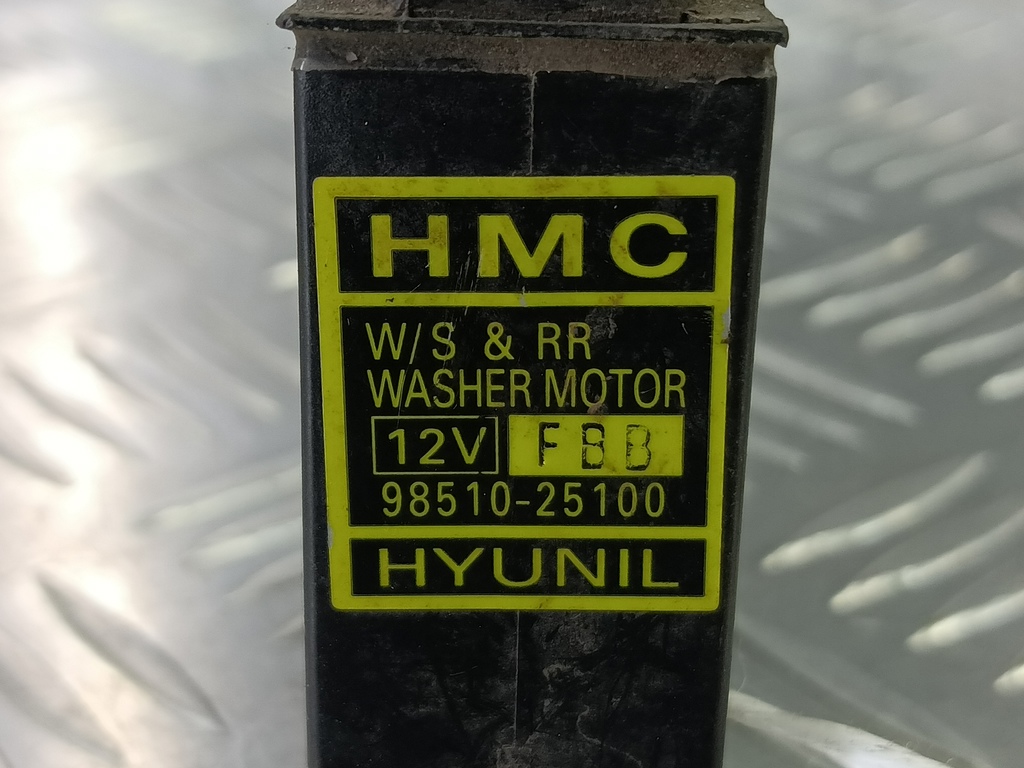 HMC
W/S & RR
WASHER MOTOR
12V FBB
98510-25100
HYUNIL